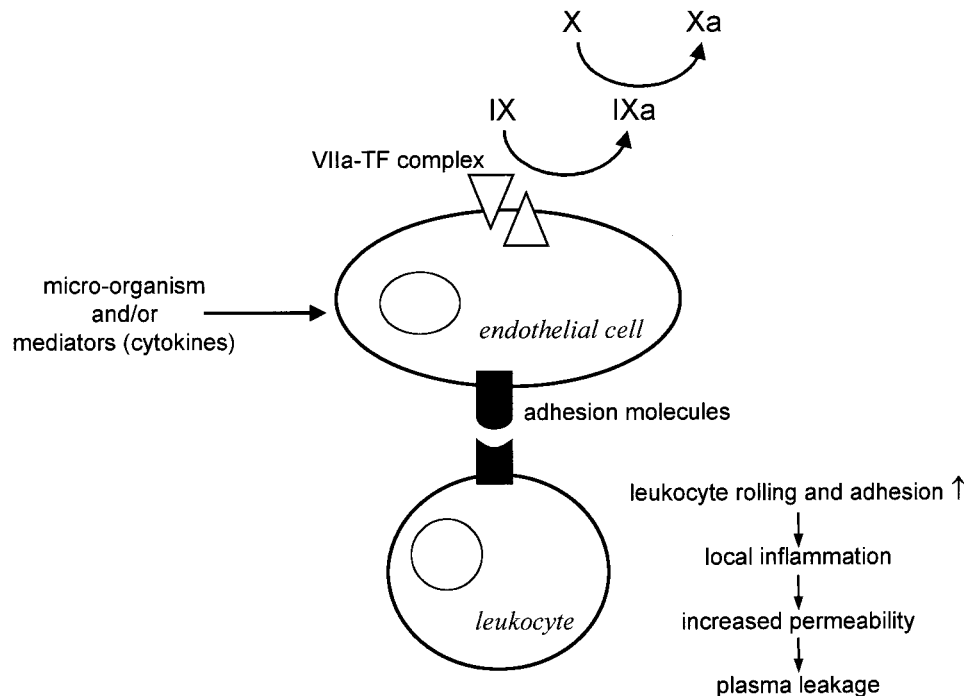 X Xa
IX IXa
VIIa-TF complex
micro-organism
and/or
mediators (cytokines)
endothelial cell
adhesion molecules
leukocyte rolling and adhesion ↑
local inflammation
increased permeability
leukocyte
plasma leakage